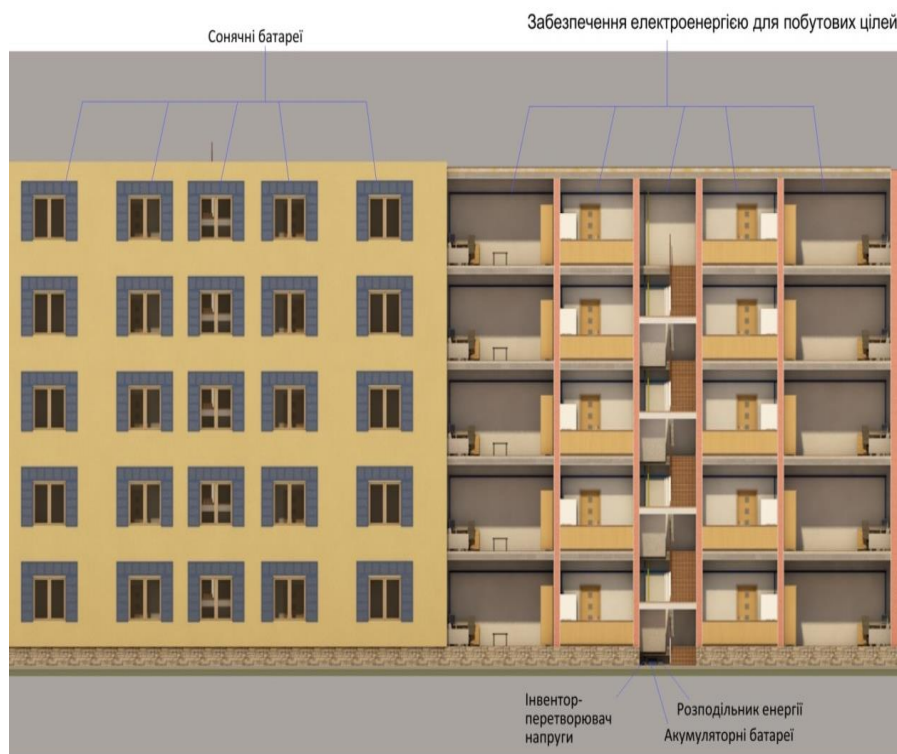 Сонячні батареї
Забезпечення електроенергією для побутових цілей
Інвентор-
перетворювач
напруги
Розподільник енергії
Акумуляторні батареї